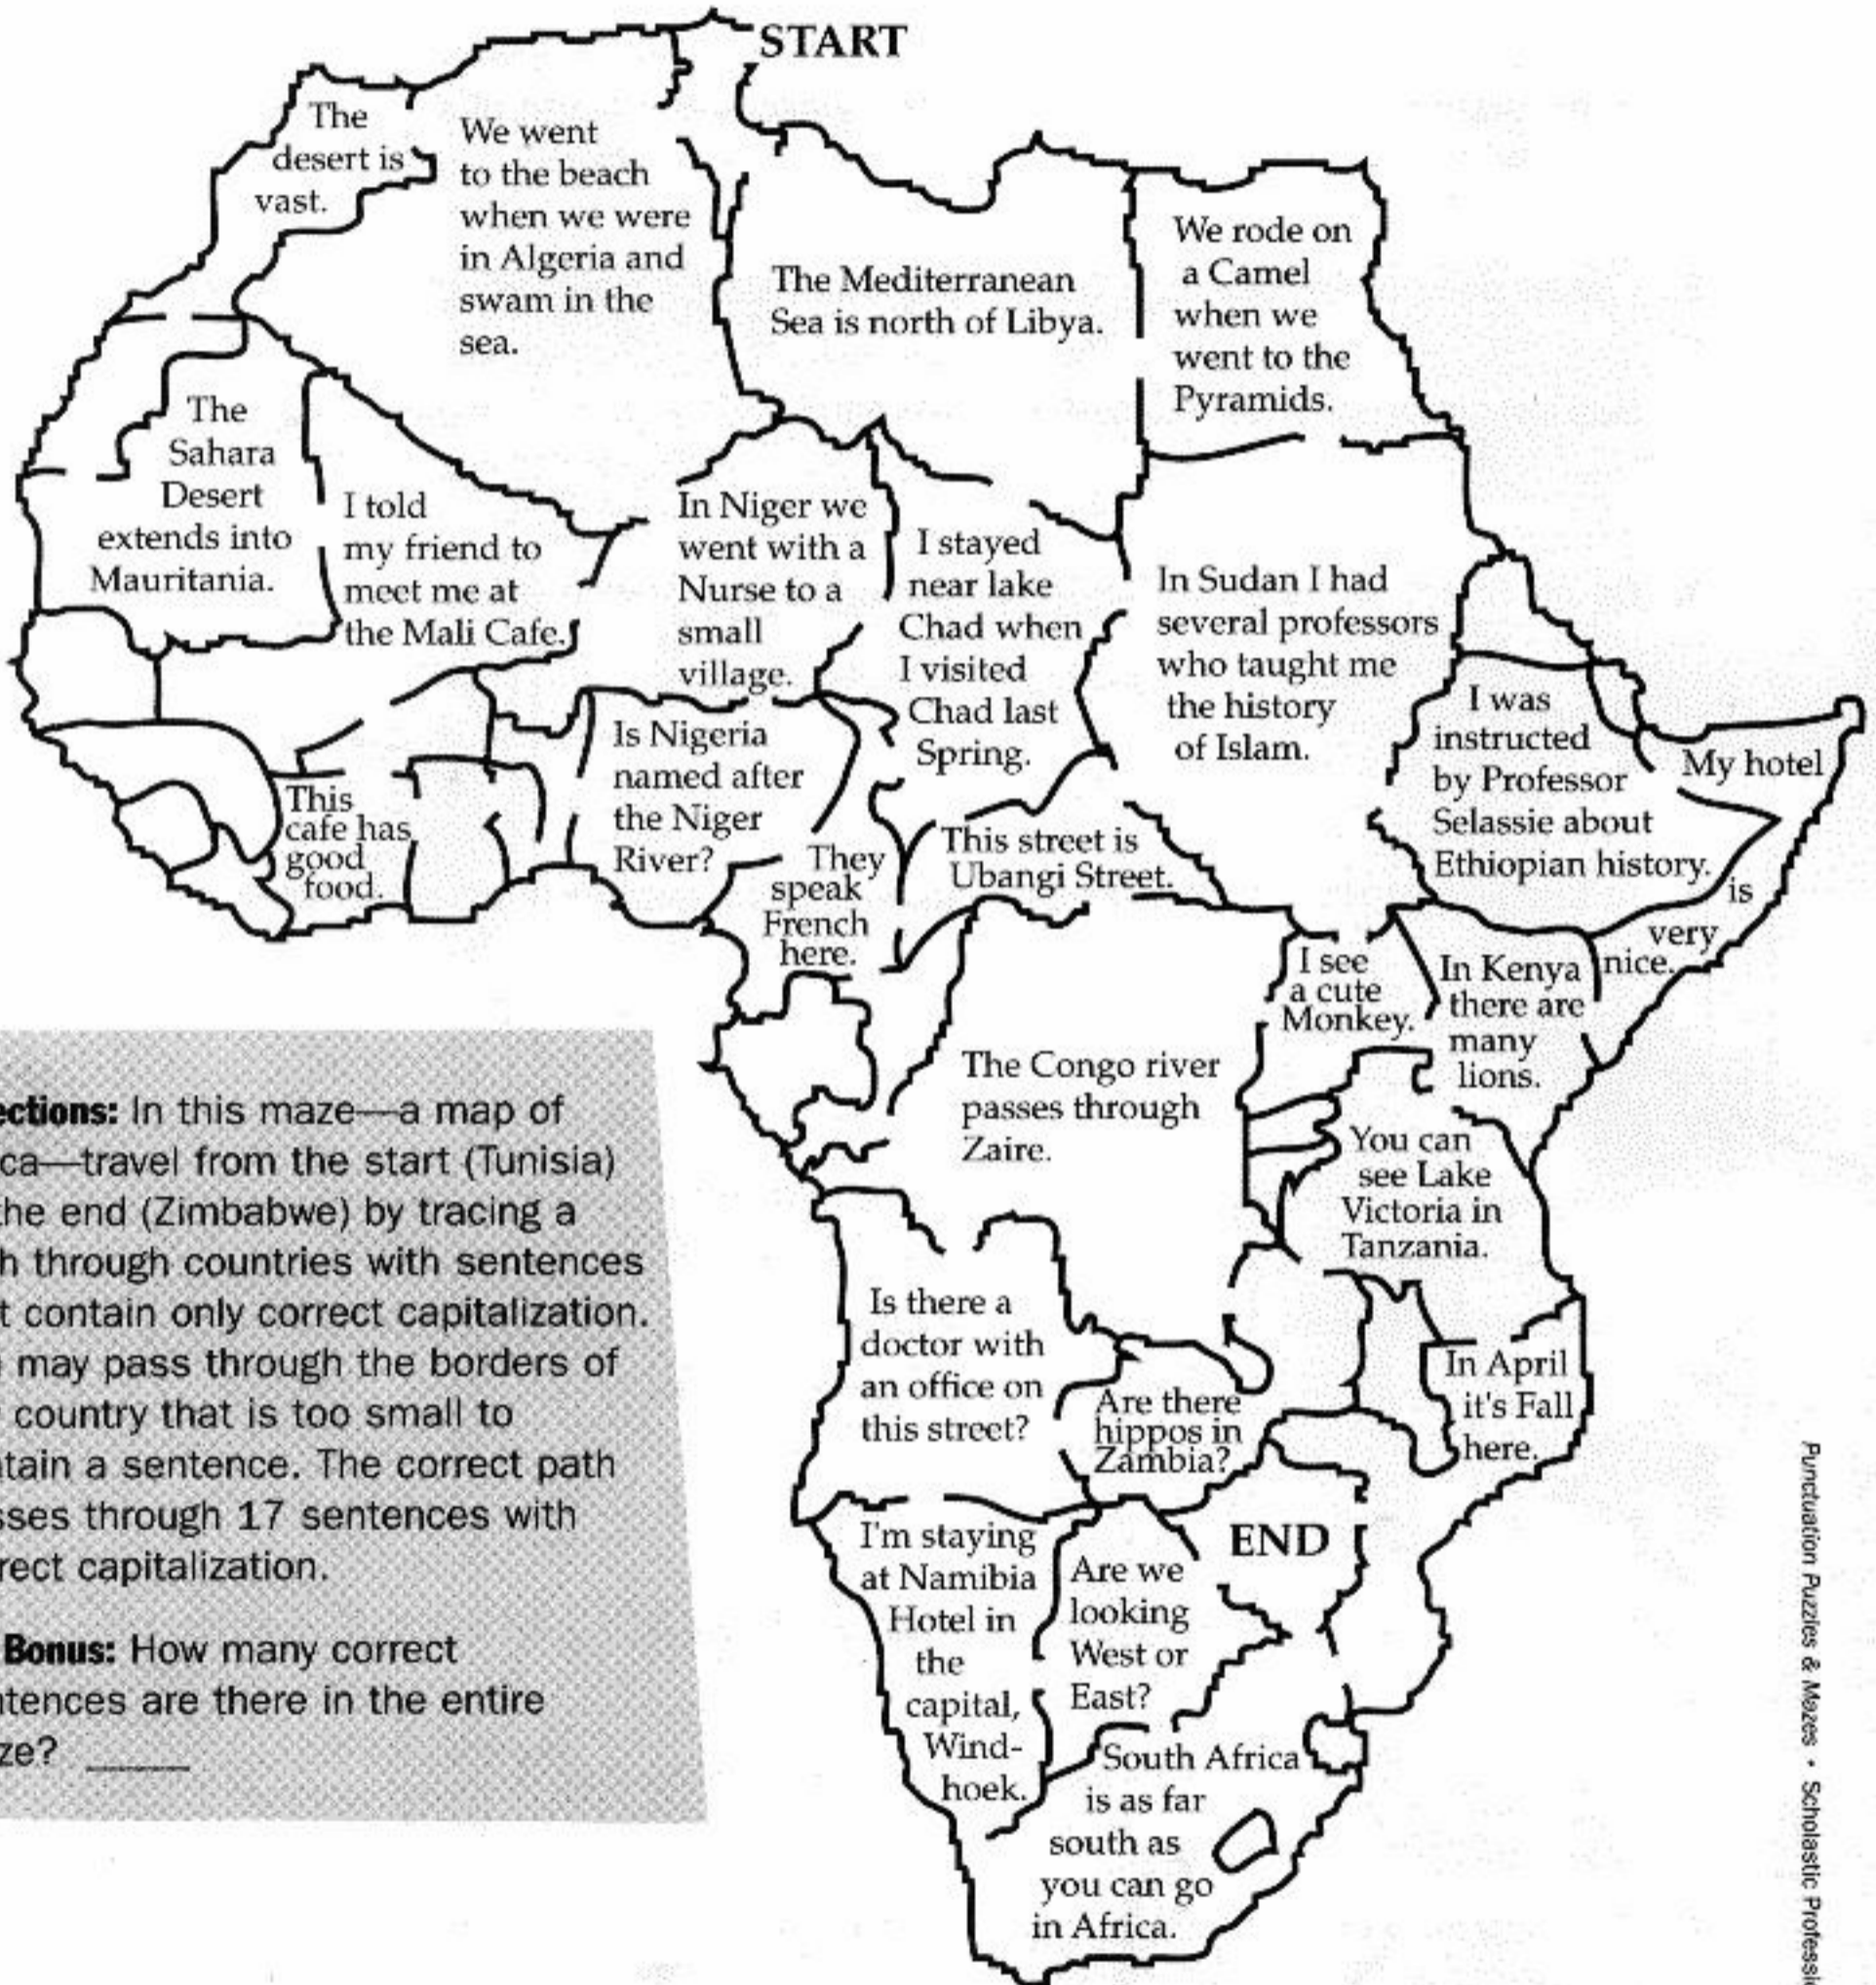 START
The
desert is
vast.
We went
to the beach
when we were
in Algeria and
swam in the
sea.
The Mediterranean
Sea is north of Libya.
We rode on
a Camel
when we
went to the
Pyramids.
The
Sahara
Desert
extends into
Mauritania.
I told
my friend to
meet me at
the Mali Cafe.
In Niger we
went with a
Nurse to a
small
village.
I stayed
near lake
Chad when
I visited
Chad last
Spring.
In Sudan I had
several professors
who taught me
the history
of Islam.
I was
instructed
by Professor
Selassie about
Ethiopian history.
My hotel
is
very
nice.
This
cafe has
good
food.
Is Nigeria
named after
the Niger
River?
They
speak
French
here.
This street is
Ubangi Street.
I see
a cute
Monkey.
In Kenya
there are
many
lions.
The Congo river
passes through
Zaire.
You can
see Lake
Victoria in
Tanzania.
Is there a
doctor with
an office on
this street?
Are there
hippos in
Zambia?
In April
it's Fall
here.
I'm staying
at Namibia
Hotel in
the
capital,
Wind-
hoek.
Are we
looking
West or
East?
END
South Africa
is as far
south as
you can go
in Africa.
ections: In this maze—a map of
ca—travel from the start (Tunisia)
the end (Zimbabwe) by tracing a
h through countries with sentences
t contain only correct capitalization.
may pass through the borders of
country that is too small to
ntain a sentence. The correct path
sses through 17 sentences with
rrect capitalization.
Bonus: How many correct
ntences are there in the entire
ze?
Punctuation Puzzles & Mazes • Scholastic Professi